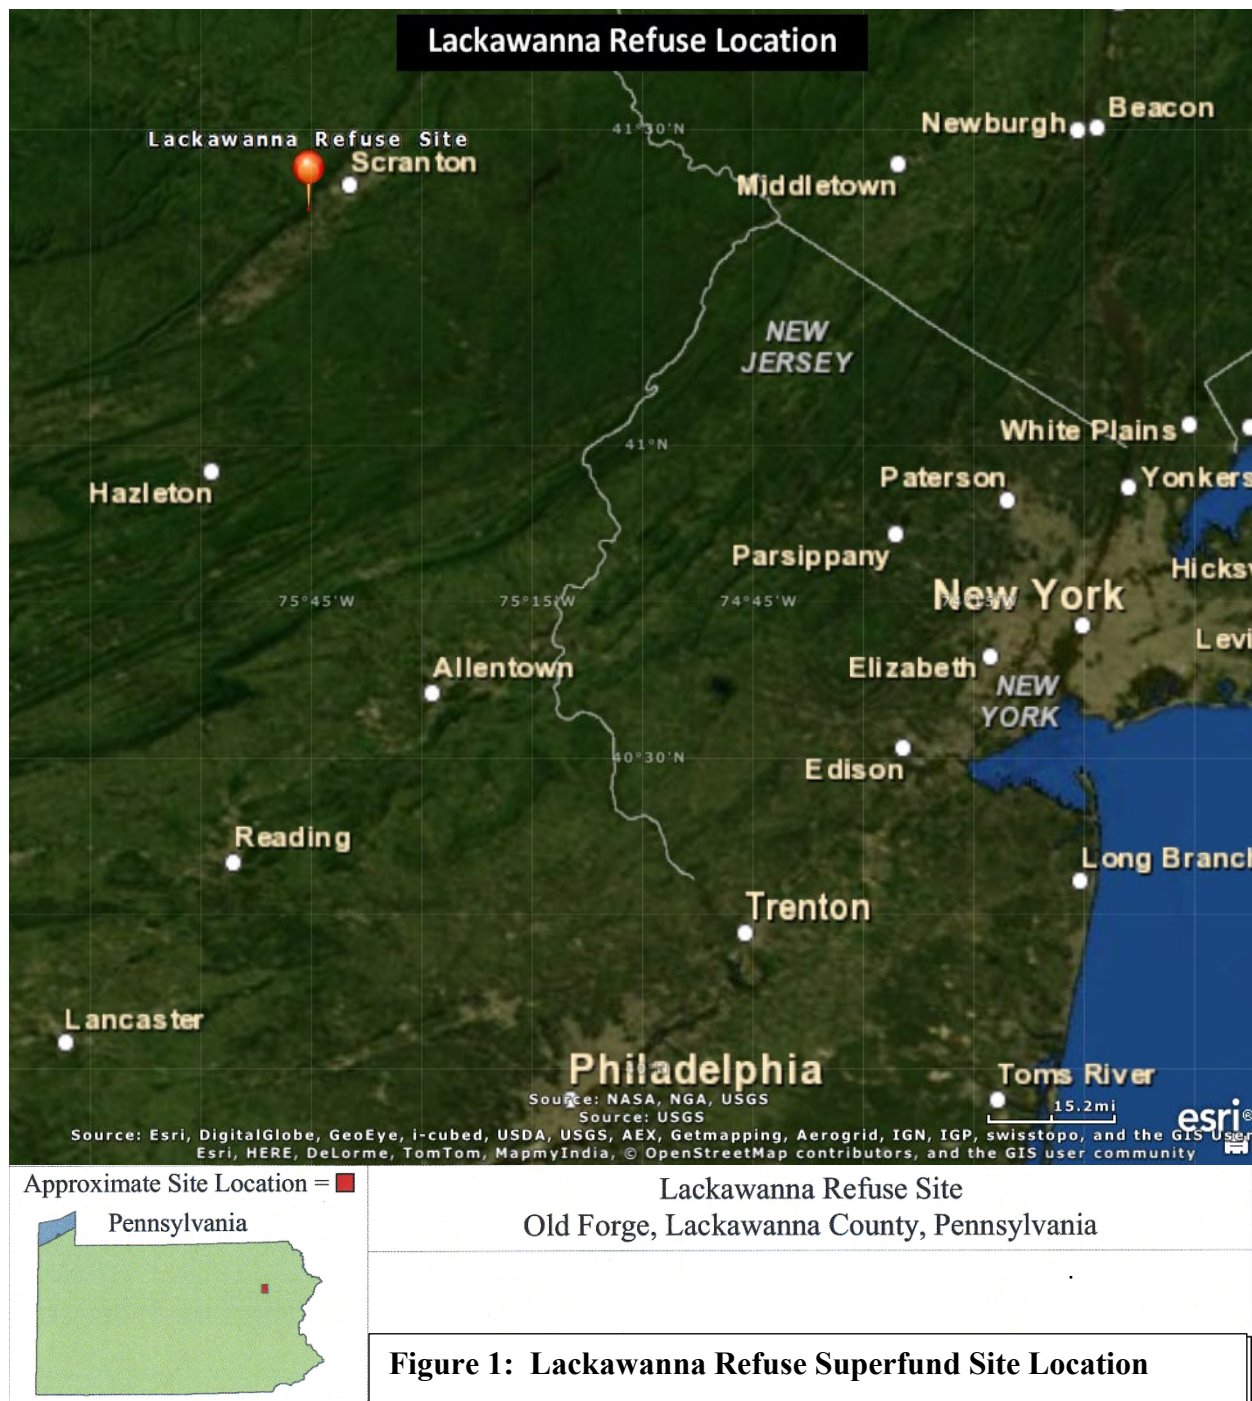 Lackawanna Refuse Location
41°30'N
Beacon
Newburgh
Lackawanna Refuse Site
Scranton
Middletown
NEW
JERSEY
White Plains
41°N
Paterson
Yonkers
Hazleton
Parsippany
75°45'W
75°15'W
74°45'W
New York
Allentown
Elizabeth
NEW
YORK
40°30'N
Edison
Reading
Long Branch
Trenton
Lancaster
Philadelphia
Toms River
Source: NASA, NGA, USGS
Source: USGS
15.2mi
esri®
Source: Esri, DigitalGlobe, GeoEye, i-cubed, USDA, USGS, AEX, Getmapping, Aerogrid, IGN, IGP, swisstopo, and the GIS User
Esri, HERE, DeLorme, TomTom, MapmyIndia, © OpenStreetMap contributors, and the GIS user community
Approximate Site Location =
Pennsylvania
Lackawanna Refuse Site
Old Forge, Lackawanna County, Pennsylvania
Figure 1: Lackawanna Refuse Superfund Site Location